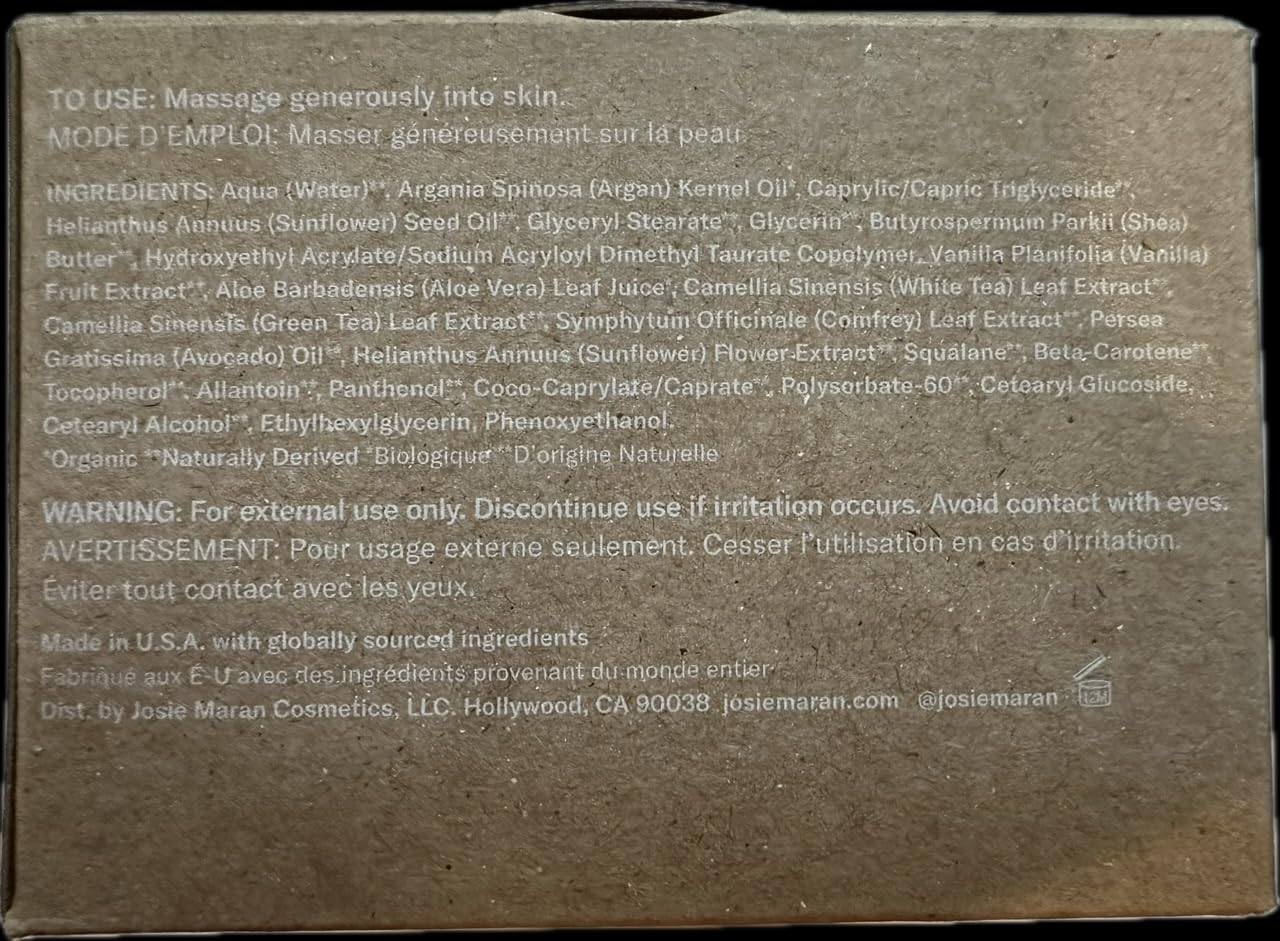 TO USE: Massage generously into skin.
MODE D'EMPLOI: Masser généreusement sur la peau.
INGREDIENTS: Aqua (Water)**, Argania Spinosa (Argan) Kernel Oil*, Caprylic/Capric Triglyceride**,
Helianthus Annuus (Sunflower) Seed Oil**, Glyceryl Stearate**, Glycerin**, Butyrospermum Parkii (Shea)
Butter**, Hydroxyethyl Acrylate/Sodium Acryloyl Dimethyl Taurate Copolymer, Vanilla Planifolia (Vanilla)
Fruit Extract**, Aloe Barbadensis (Aloe Vera) Leaf Juice*, Camellia Sinensis (White Tea) Leaf Extract**,
Camellia Sinensis (Green Tea) Leaf Extract**, Symphytum Officinale (Comfrey) Leaf Extract**, Persea
Gratissima (Avocado) Oil**, Helianthus Annuus (Sunflower) Flower Extract**, Squalane**, Beta-Carotene**,
Tocopherol**, Allantoin**, Panthenol**, Coco-Caprylate/Caprate**, Polysorbate-60**, Cetearyl Glucoside,
Cetearyl Alcohol**, Ethylhexylglycerin, Phenoxyethanol.
*Organic **Naturally Derived *Biologique **D'origine Naturelle
WARNING: For external use only. Discontinue use if irritation occurs. Avoid contact with eyes.
AVERTISSEMENT: Pour usage externe seulement. Cesser l'utilisation en cas d'irritation.
Éviter tout contact avec les yeux.
Made in U.S.A. with globally sourced ingredients
Fabriqué aux É-U avec des ingrédients provenant du monde entier
Dist. by Josie Maran Cosmetics, LLC. Hollywood, CA 90038 josiemaran.com @josiemaran 12M